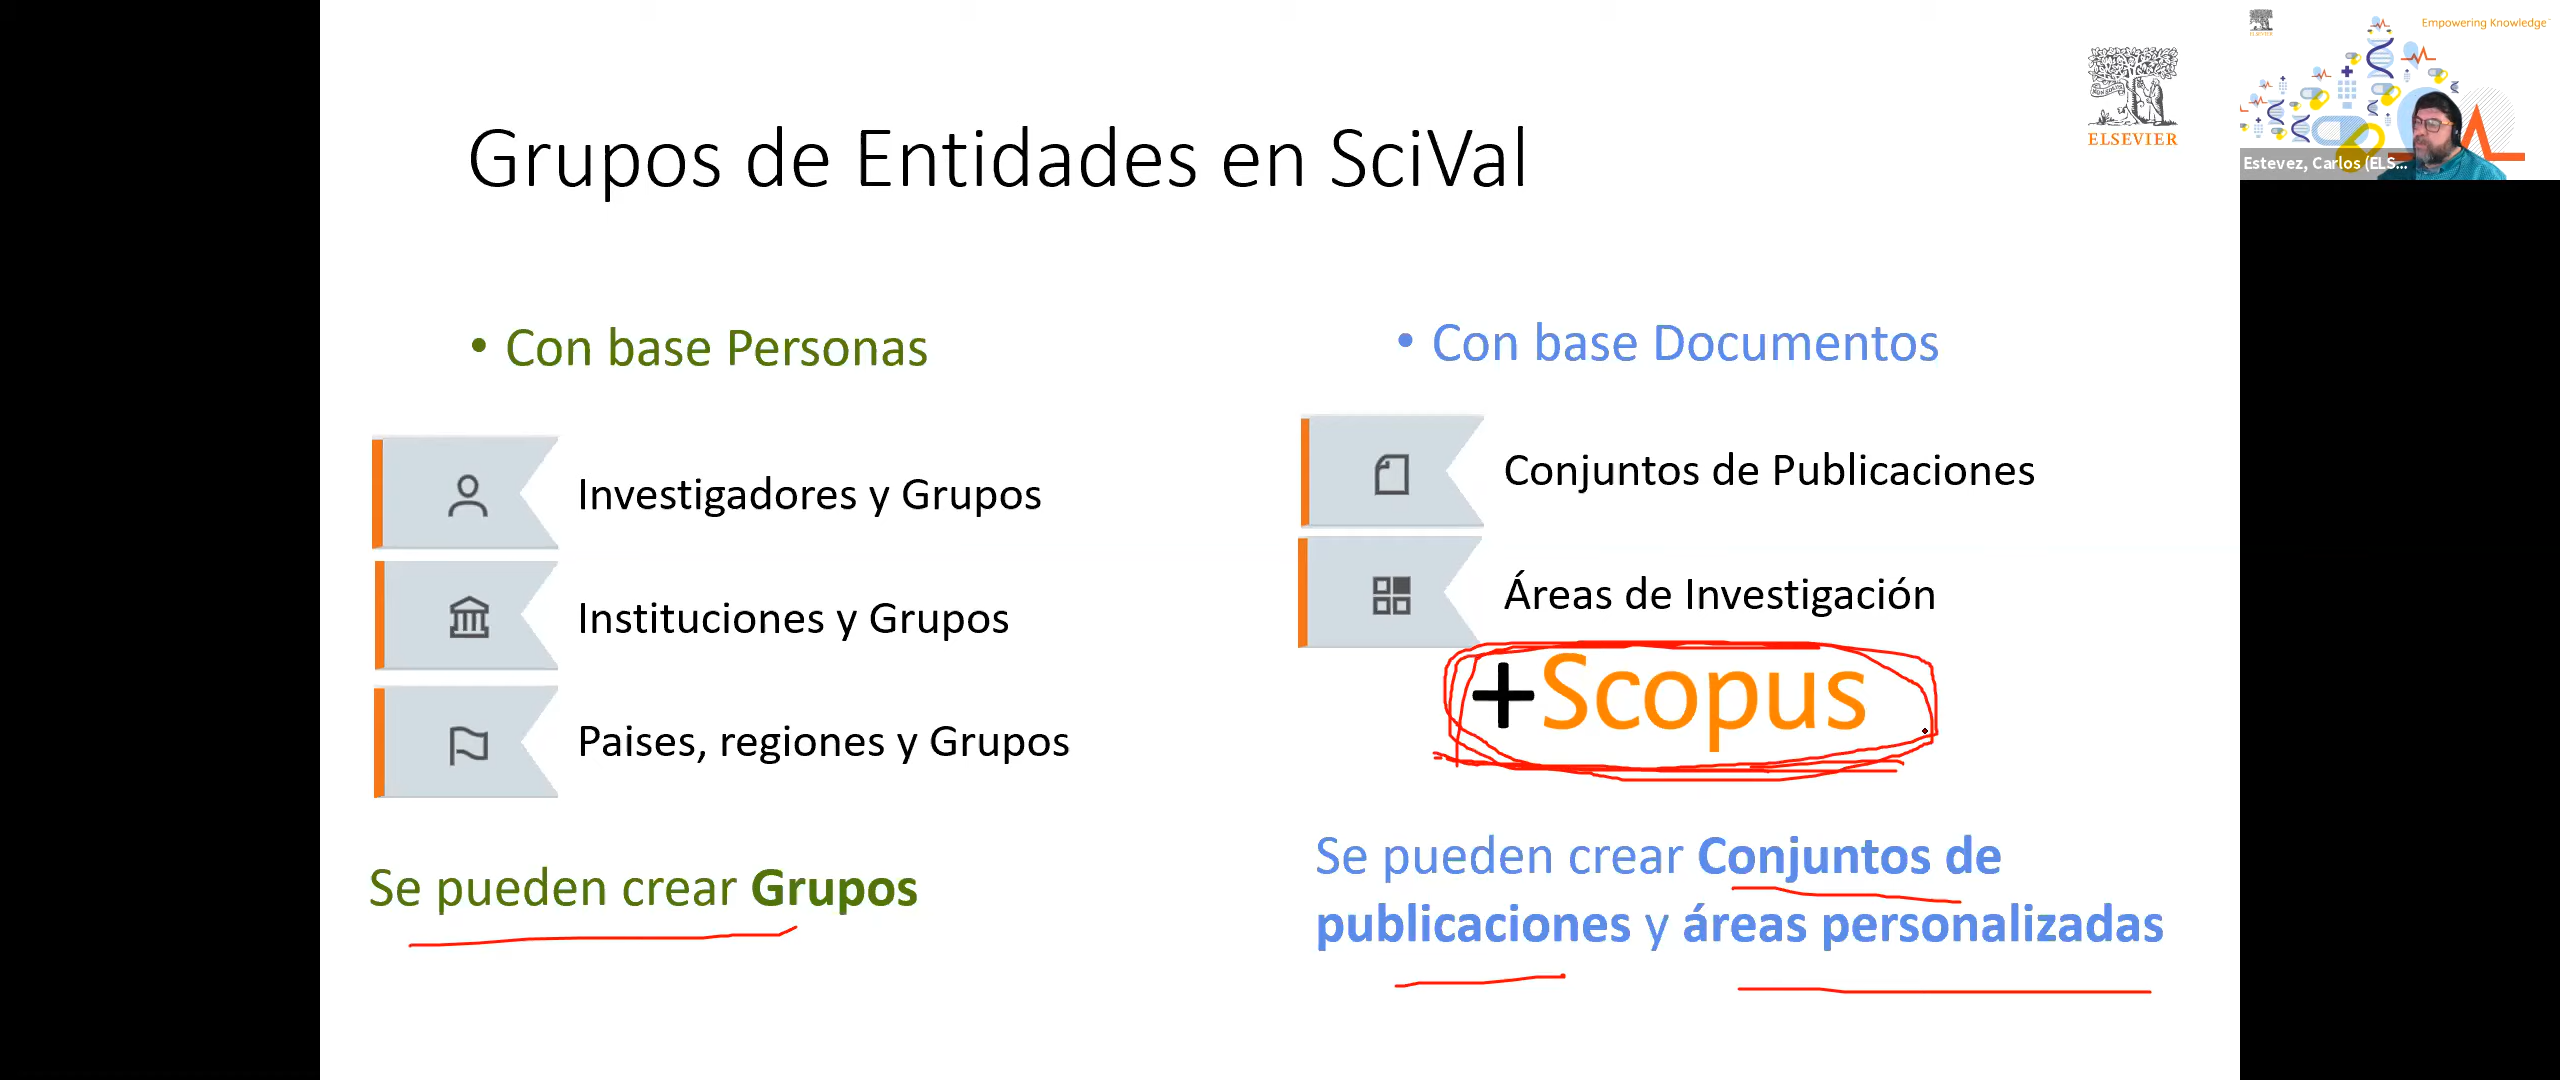 Grupos de Entidades en SciVal
ELSEVIER
ELSEVIER
Empowering Knowledge
Estevez, Carlos (ELS...
• Con base Personas
Investigadores y Grupos
Instituciones y Grupos
Paises, regiones y Grupos
Se pueden crear Grupos
• Con base Documentos
Conjuntos de Publicaciones
Áreas de Investigación
+Scopus
Se pueden crear Conjuntos de
publicaciones y áreas personalizadas